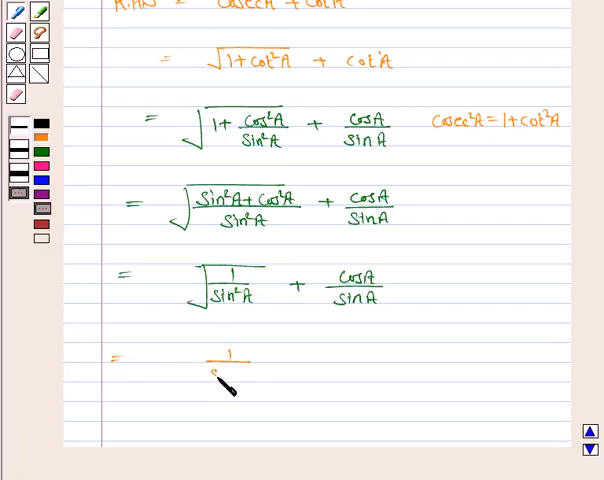 R.H.S = cosecA + cotA
= √1+cot²A + cotA
= √1+ cos²A/sin²A + cosA/sinA cosec²A = 1+cot²A
= √sin²A+cos²A/sin²A + cosA/sinA
= √1/sin²A + cosA/sinA
= 1/s